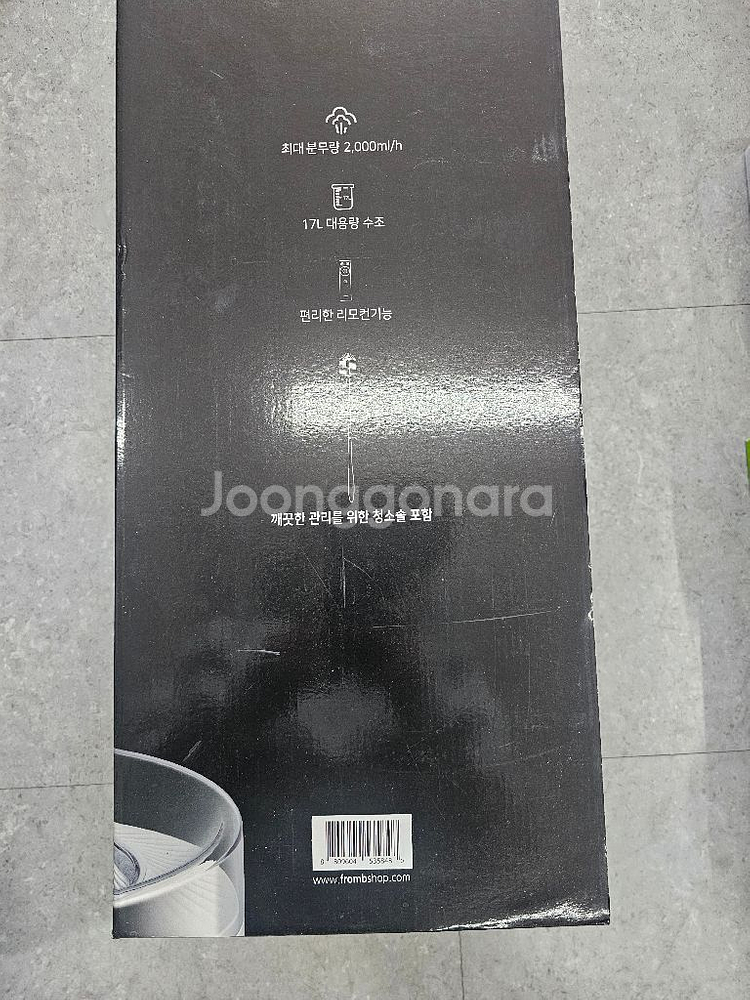 최대 분무량 2,000ml/h
17L 대용량 수조
편리한 리모컨기능
Joonggonara
깨끗한 관리를 위한 청소솔 포함
www.frombshop.com